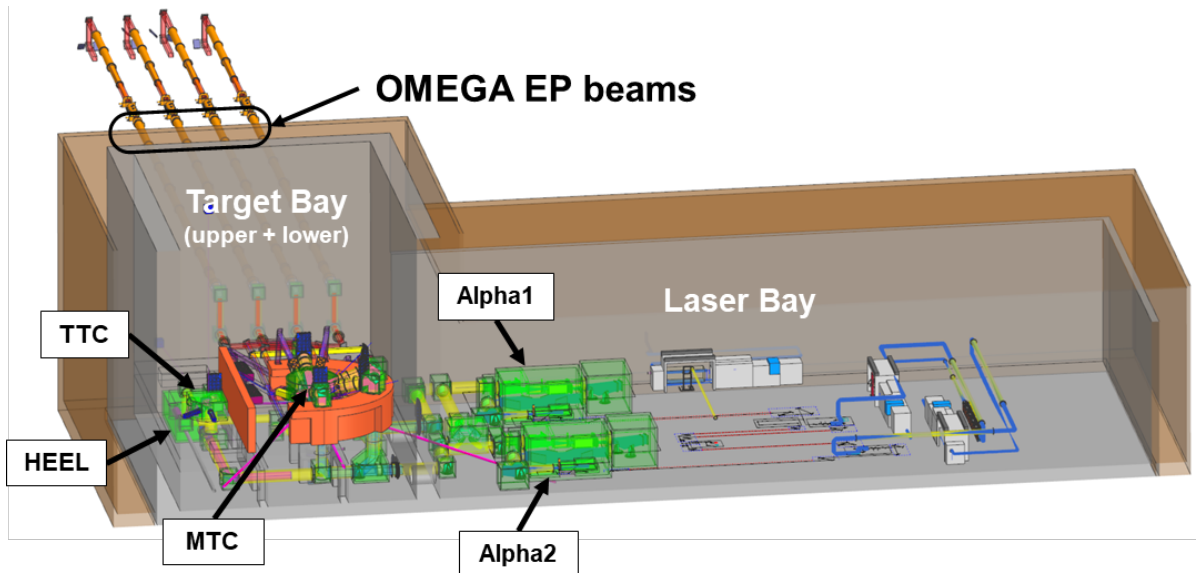 OMEGA EP beams
Target Bay
(upper + lower)
Alpha1
Laser Bay
TTC
HEEL
MTC
Alpha2